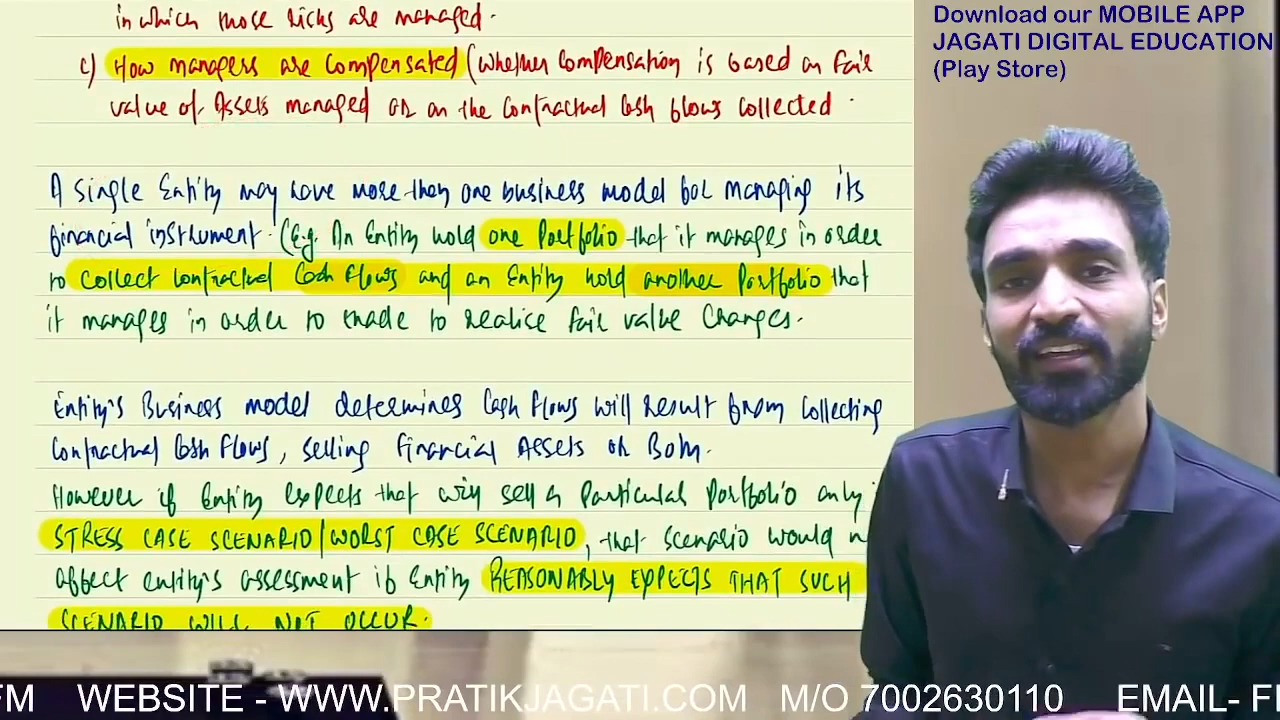 in which those risks are managed.
c) How managers are compensated (whether compensation is based on fair
value of Assets managed or on the contractual cash flows collected.
A single Entity may have more than one business model for managing its
financial instrument. (e.g. An Entity hold one Portfolio that it manages in order
to collect contractual cash flows and an Entity hold another Portfolio that
it manages in order to trade to realise fair value changes.
Entity's Business model determines cash flows will result from collecting
contractual cash flows, selling Financial Assets or Both.
However if Entity expects that will sell a Particular Portfolio only
STRESS CASE SCENARIO/WORST CASE SCENARIO, that scenario would
affect entity's assessment if Entity REASONABLY EXPECTS THAT SUCH
SCENARIO WILL NOT OCCUR.
Download our MOBILE APP
JAGATI DIGITAL EDUCATION
(Play Store)
FM WEBSITE - WWW.PRATIKJAGATI.COM M/O 7002630110 EMAIL-